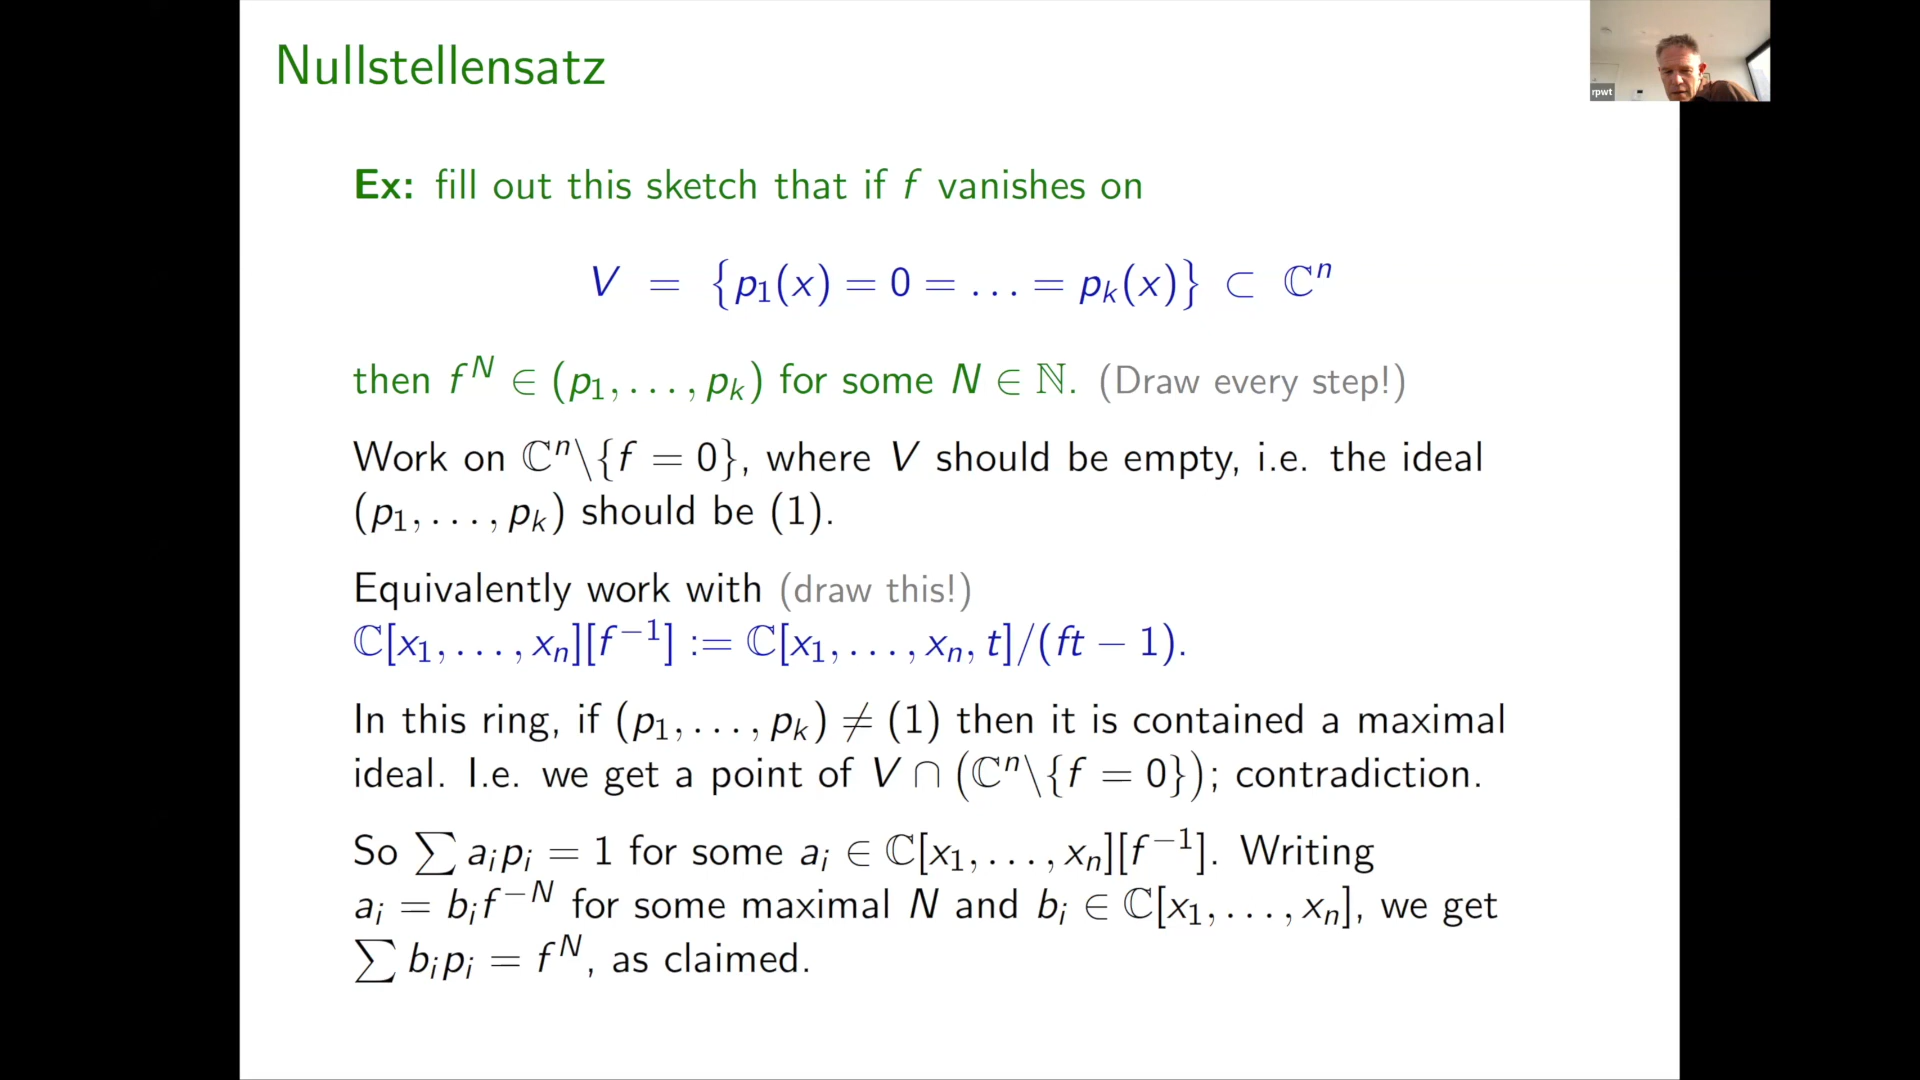 Nullstellensatz
rpwt
Ex: fill out this sketch that if f vanishes on
V = {p₁(x) = 0 = … = pₖ(x)} ⊂ ℂⁿ
then fᴺ ∈ (p₁, …, pₖ) for some N ∈ ℕ. (Draw every step!)
Work on ℂⁿ\{f = 0}, where V should be empty, i.e. the ideal
(p₁, …, pₖ) should be (1).
Equivalently work with (draw this!)
ℂ[x₁, …, xₙ][f⁻¹] := ℂ[x₁, …, xₙ, t]/(ft − 1).
In this ring, if (p₁, …, pₖ) ≠ (1) then it is contained a maximal
ideal. I.e. we get a point of V ∩ (ℂⁿ\{f = 0}); contradiction.
So ∑ aᵢpᵢ = 1 for some aᵢ ∈ ℂ[x₁, …, xₙ][f⁻¹]. Writing
aᵢ = bᵢf⁻ᴺ for some maximal N and bᵢ ∈ ℂ[x₁, …, xₙ], we get
∑ bᵢpᵢ = fᴺ, as claimed.